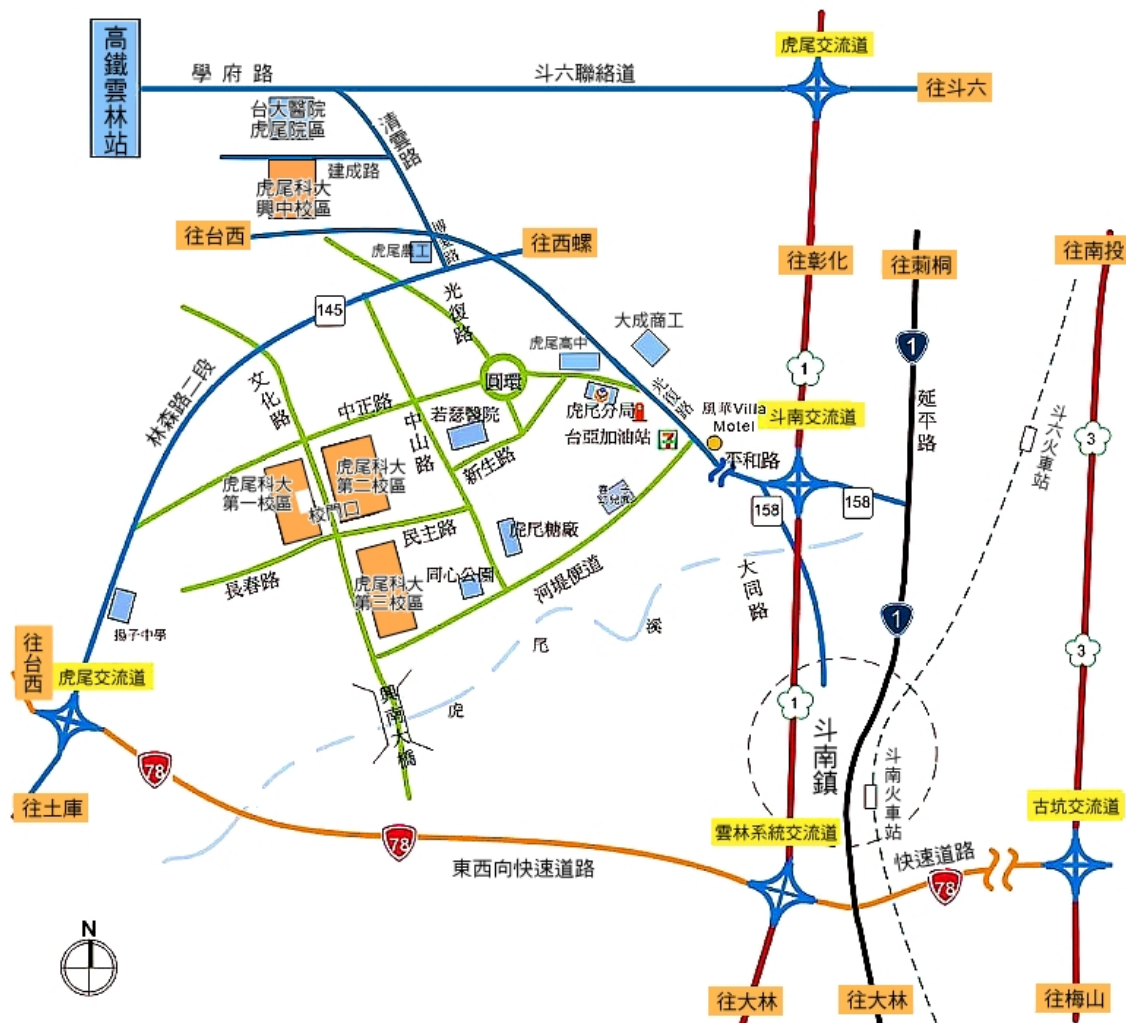 虎尾交流道
高鐵雲林站
學府路
斗六聯絡道
往斗六
台大醫院
虎尾院區
清雲路
建成路
虎尾科大
興中校區
往台西
往西螺
虎尾農工
往彰化
往莿桐
往南投
145
光復路
大成商工
1
虎尾高中
1
林森路二段
文化路
圓環
光復路
延平路
中正路
中山路
若瑟醫院
虎尾分局
台亞加油站
7
風華Villa
Motel
斗南交流道
斗六火車站
3
新生路
平和路
虎尾科大
第一校區
虎尾科大
第二校區
校門口
158
158
民主路
虎尾糖廠
長春路
虎尾科大
第三校區
同心公園
河堤便道
大同路
揚子中學
1
虎尾溪
往台西
虎尾交流道
3
興南大橋
1
斗南鎮
78
斗南火車站
往土庫
78
雲林系統交流道
古坑交流道
東西向快速道路
快速道路
78
N
往大林
往大林
往梅山